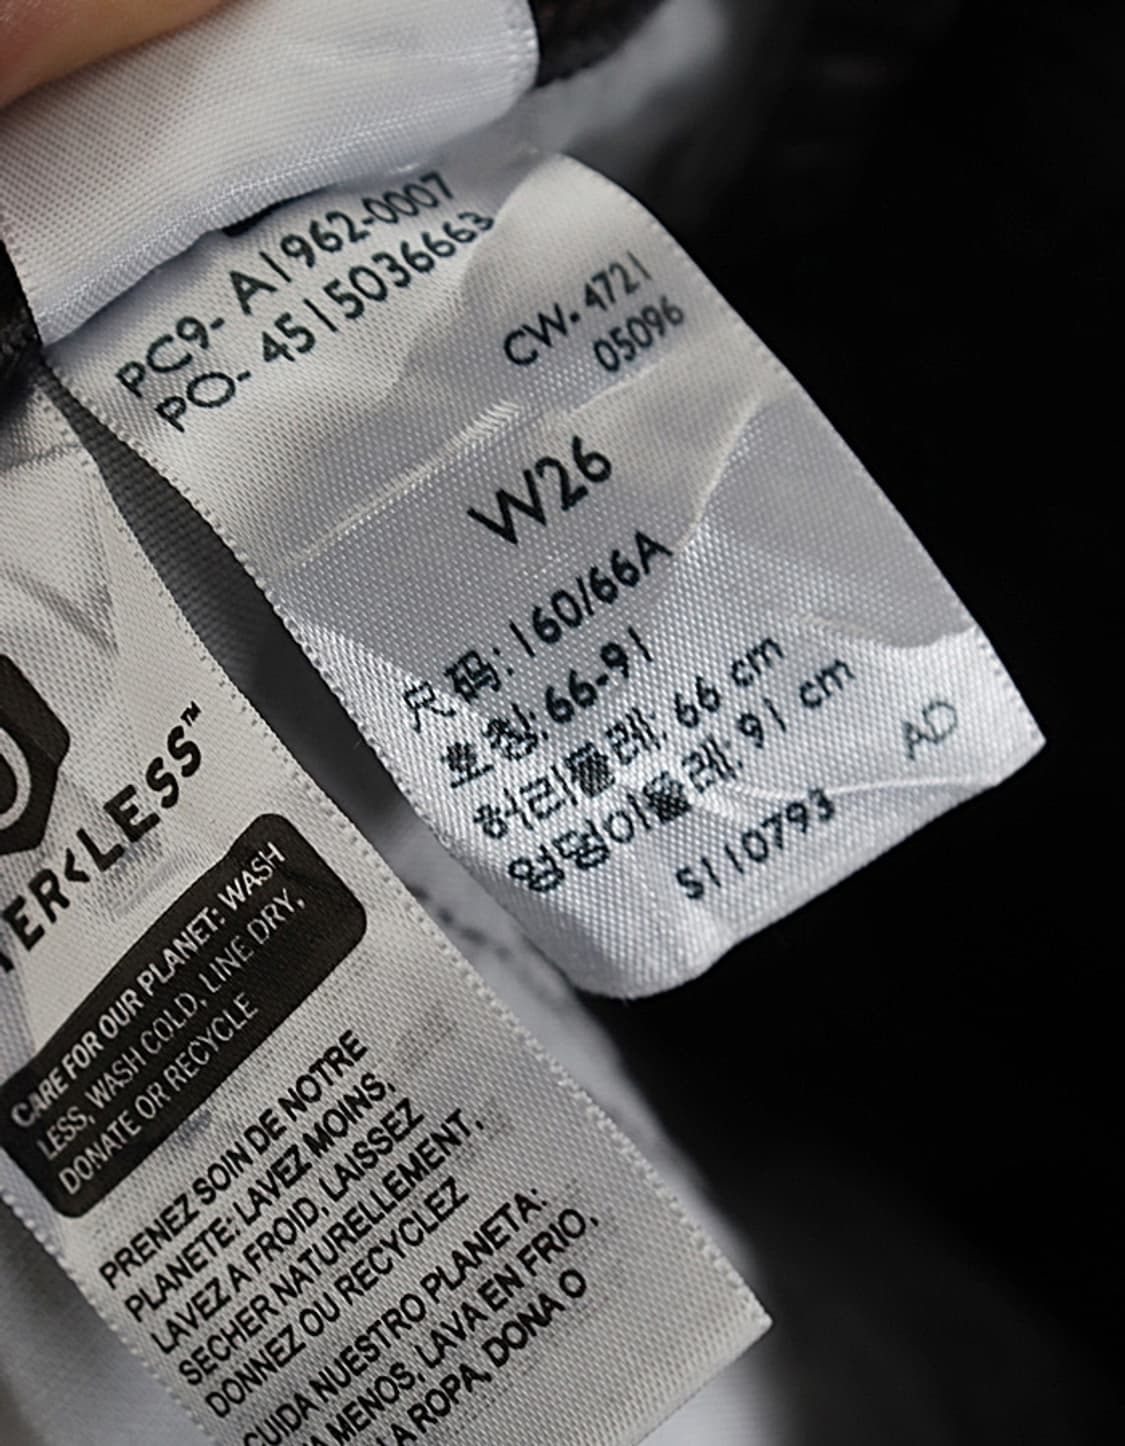 PC9- A1962-0007
PO- 4515036663
CW- 4721
05096
W26
尺码: 160/66A
호칭: 66-91
허리둘레: 66 cm
엉덩이둘레: 91 cm
AD
S110793
TER<LESS™
CARE FOR OUR PLANET: WASH
LESS, WASH COLD, LINE DRY,
DONATE OR RECYCLE
PRENEZ SOIN DE NOTRE
PLANETE: LAVEZ MOINS,
LAVEZ A FROID, LAISSEZ
SECHER NATURELLEMENT,
DONNEZ OU RECYCLEZ
CUIDA NUESTRO PLANETA:
MENOS, LAVA EN FRIO,
LA ROPA, DONA O